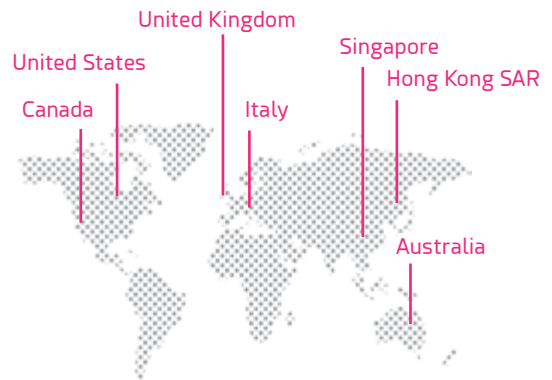 United Kingdom
Singapore
United States
Hong Kong SAR
Canada
Italy
Australia